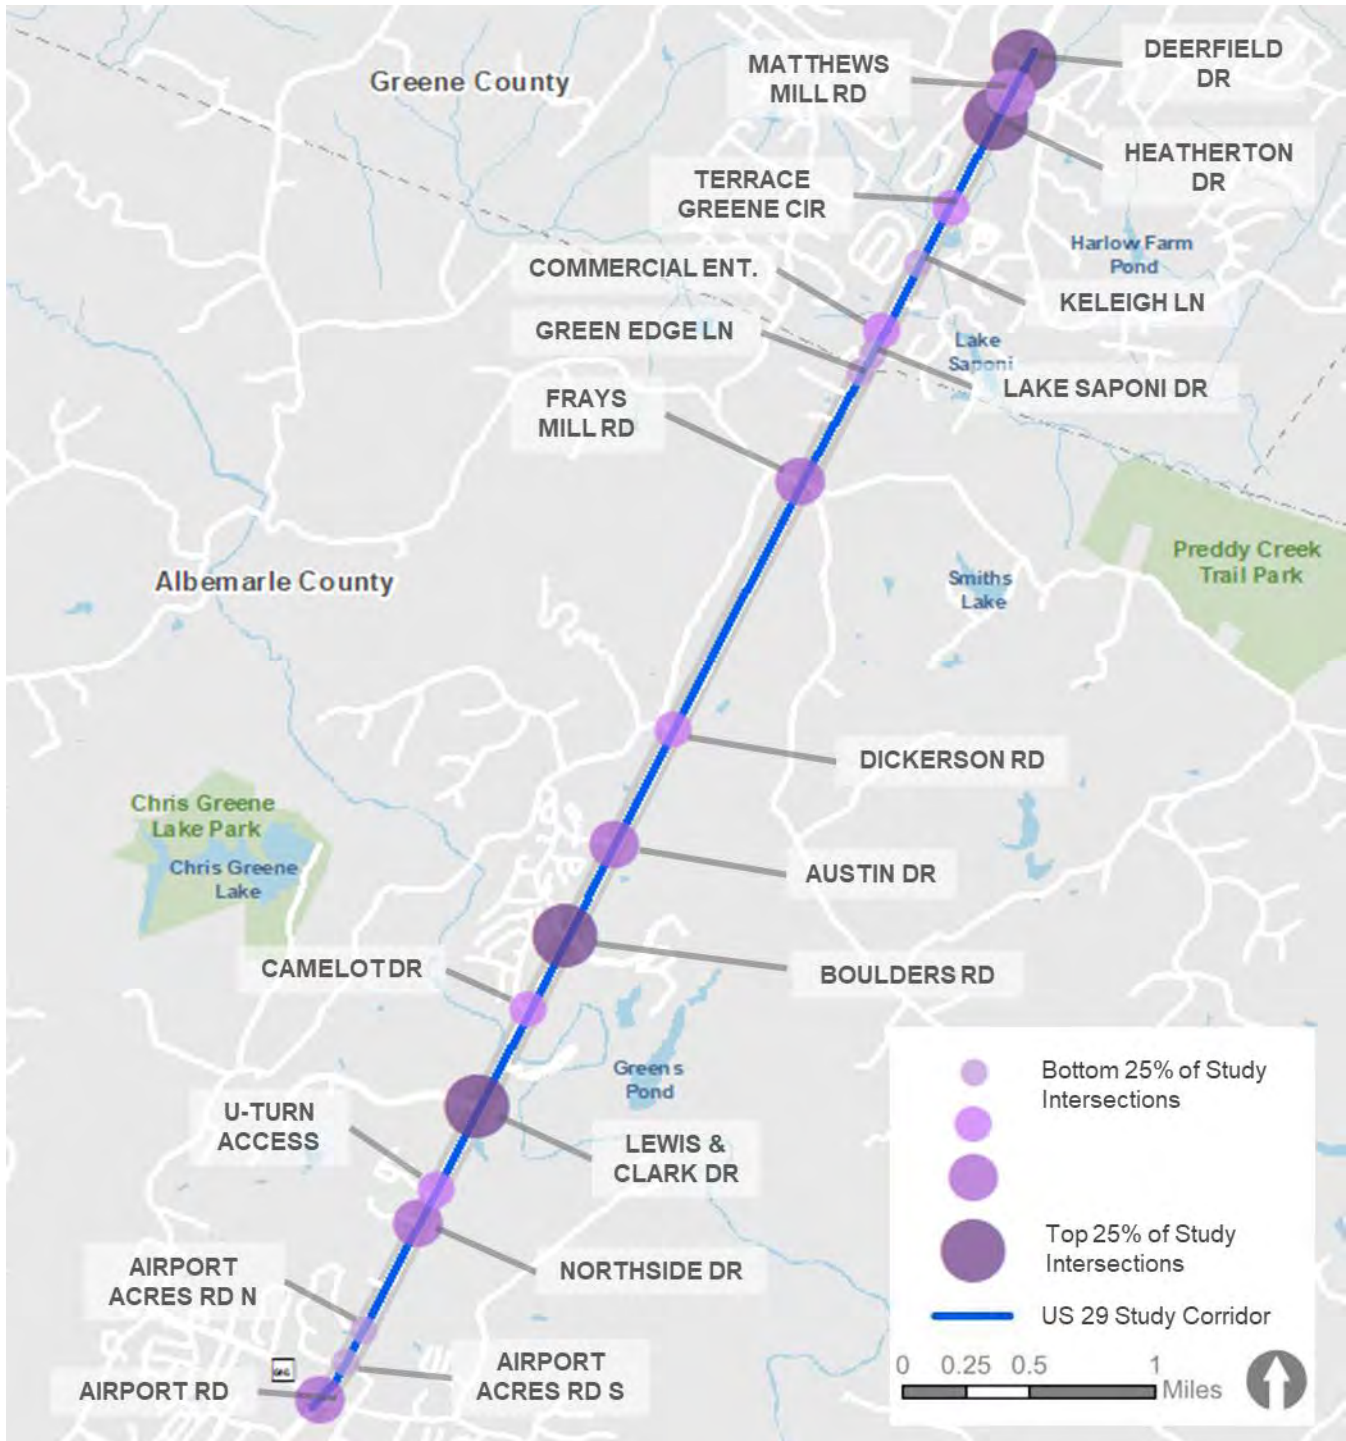 Greene County
MATTHEWS
MILL RD
DEERFIELD
DR
HEATHERTON
DR
TERRACE
GREENE CIR
Harlow Farm
Pond
COMMERCIAL ENT.
KELEIGH LN
GREEN EDGE LN
Lake
Saponi
LAKE SAPONI DR
FRAYS
MILL RD
Preddy Creek
Trail Park
Albemarle County
Smiths
Lake
DICKERSON RD
Chris Greene
Lake Park
Chris Greene
Lake
AUSTIN DR
CAMELOT DR
BOULDERS RD
Greens
Pond
U-TURN
ACCESS
LEWIS &
CLARK DR
NORTHSIDE DR
AIRPORT
ACRES RD N
AIRPORT
ACRES RD S
AIRPORT RD
Bottom 25% of Study
Intersections
Top 25% of Study
Intersections
US 29 Study Corridor
0 0.25 0.5 1
Miles